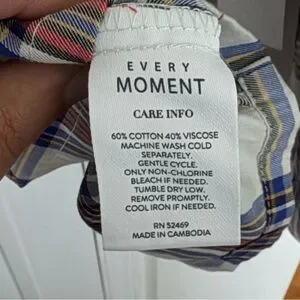 EVERY
MOMENT
CARE INFO
60% COTTON 40% VISCOSE
MACHINE WASH COLD
SEPARATELY.
GENTLE CYCLE.
ONLY NON-CHLORINE
BLEACH IF NEEDED.
TUMBLE DRY LOW.
REMOVE PROMPTLY.
COOL IRON IF NEEDED.
RN 52469
MADE IN CAMBODIA